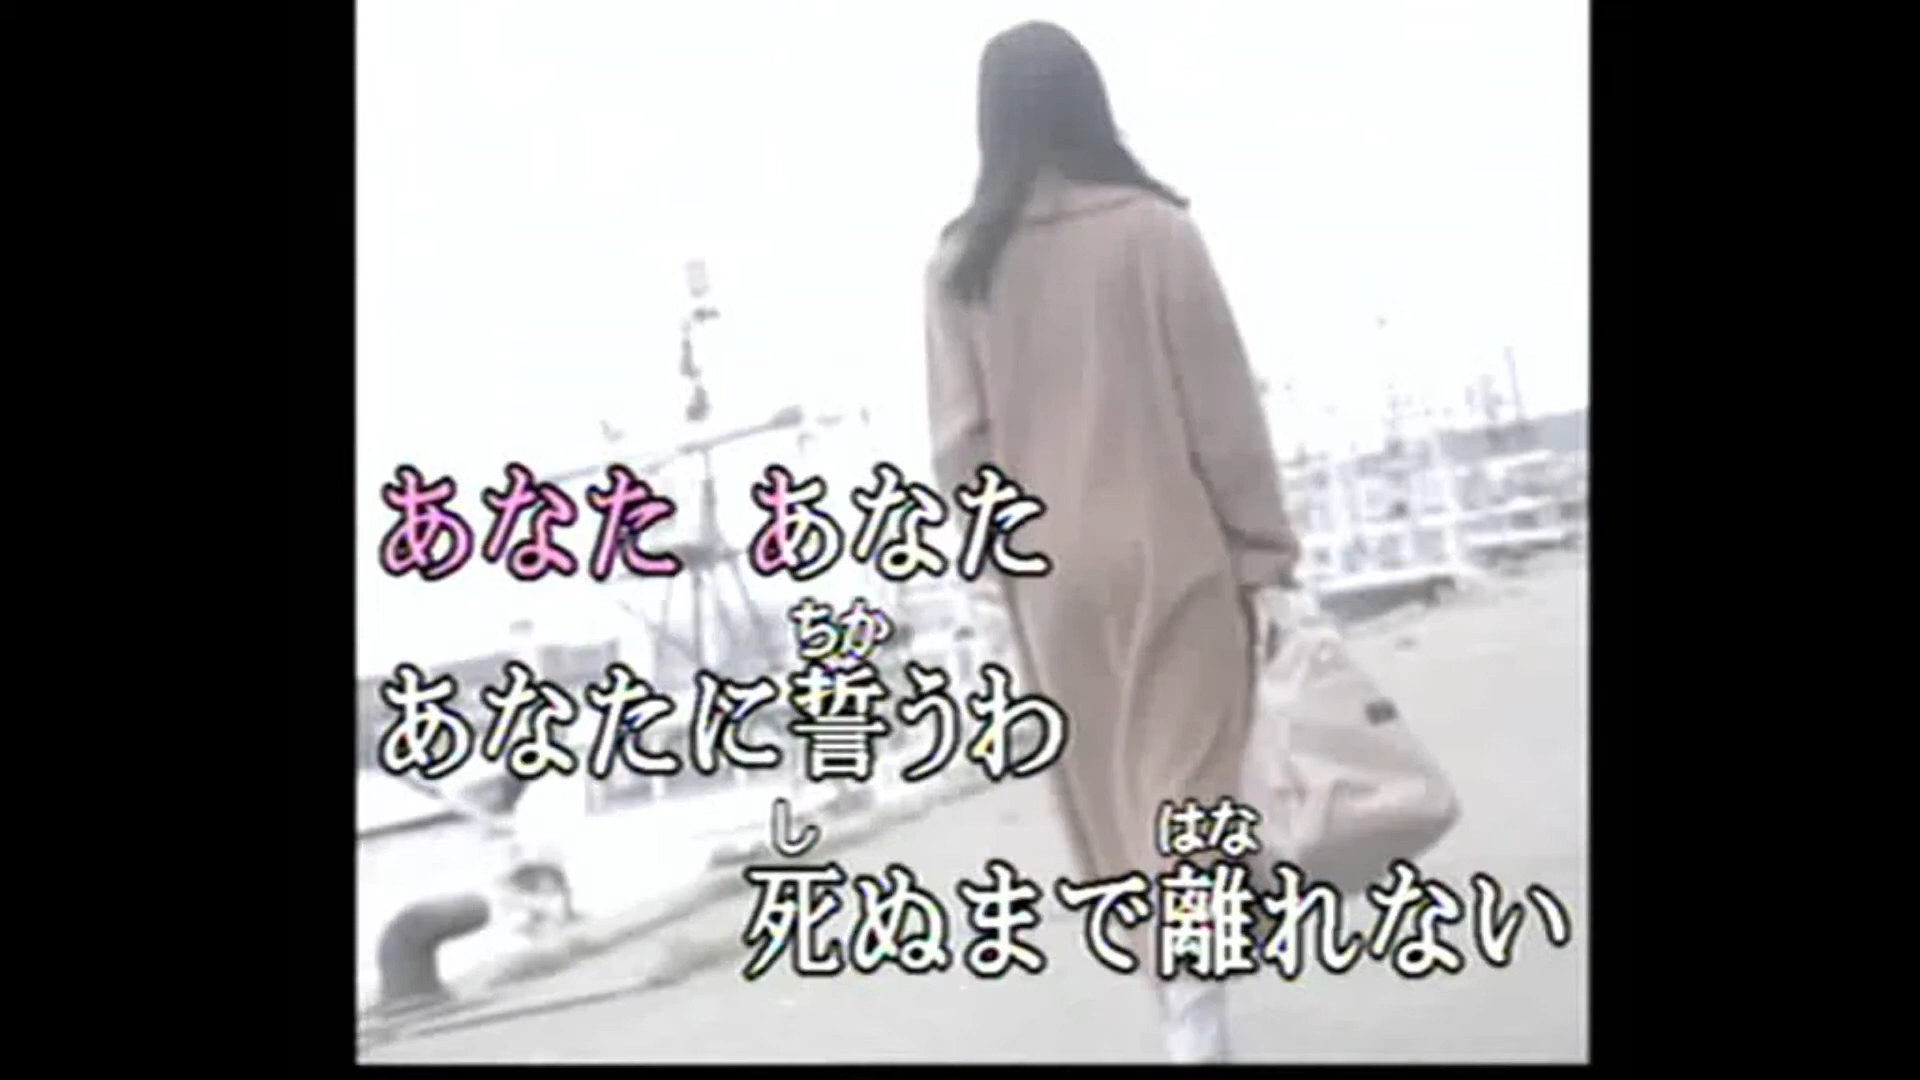 あなた あなた
ちか
あなたに誓うわ
し はな
死ぬまで離れない